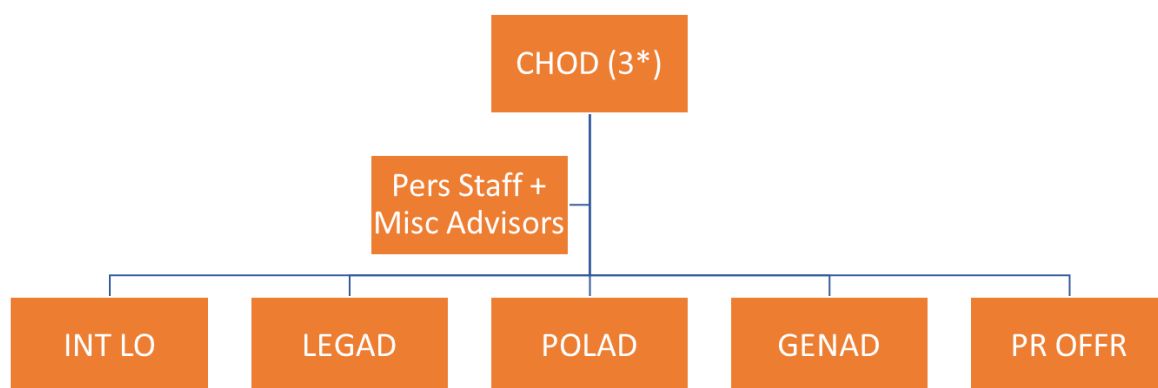 CHOD (3*)
Pers Staff +
Misc Advisors
INT LO
LEGAD
POLAD
GENAD
PR OFFR